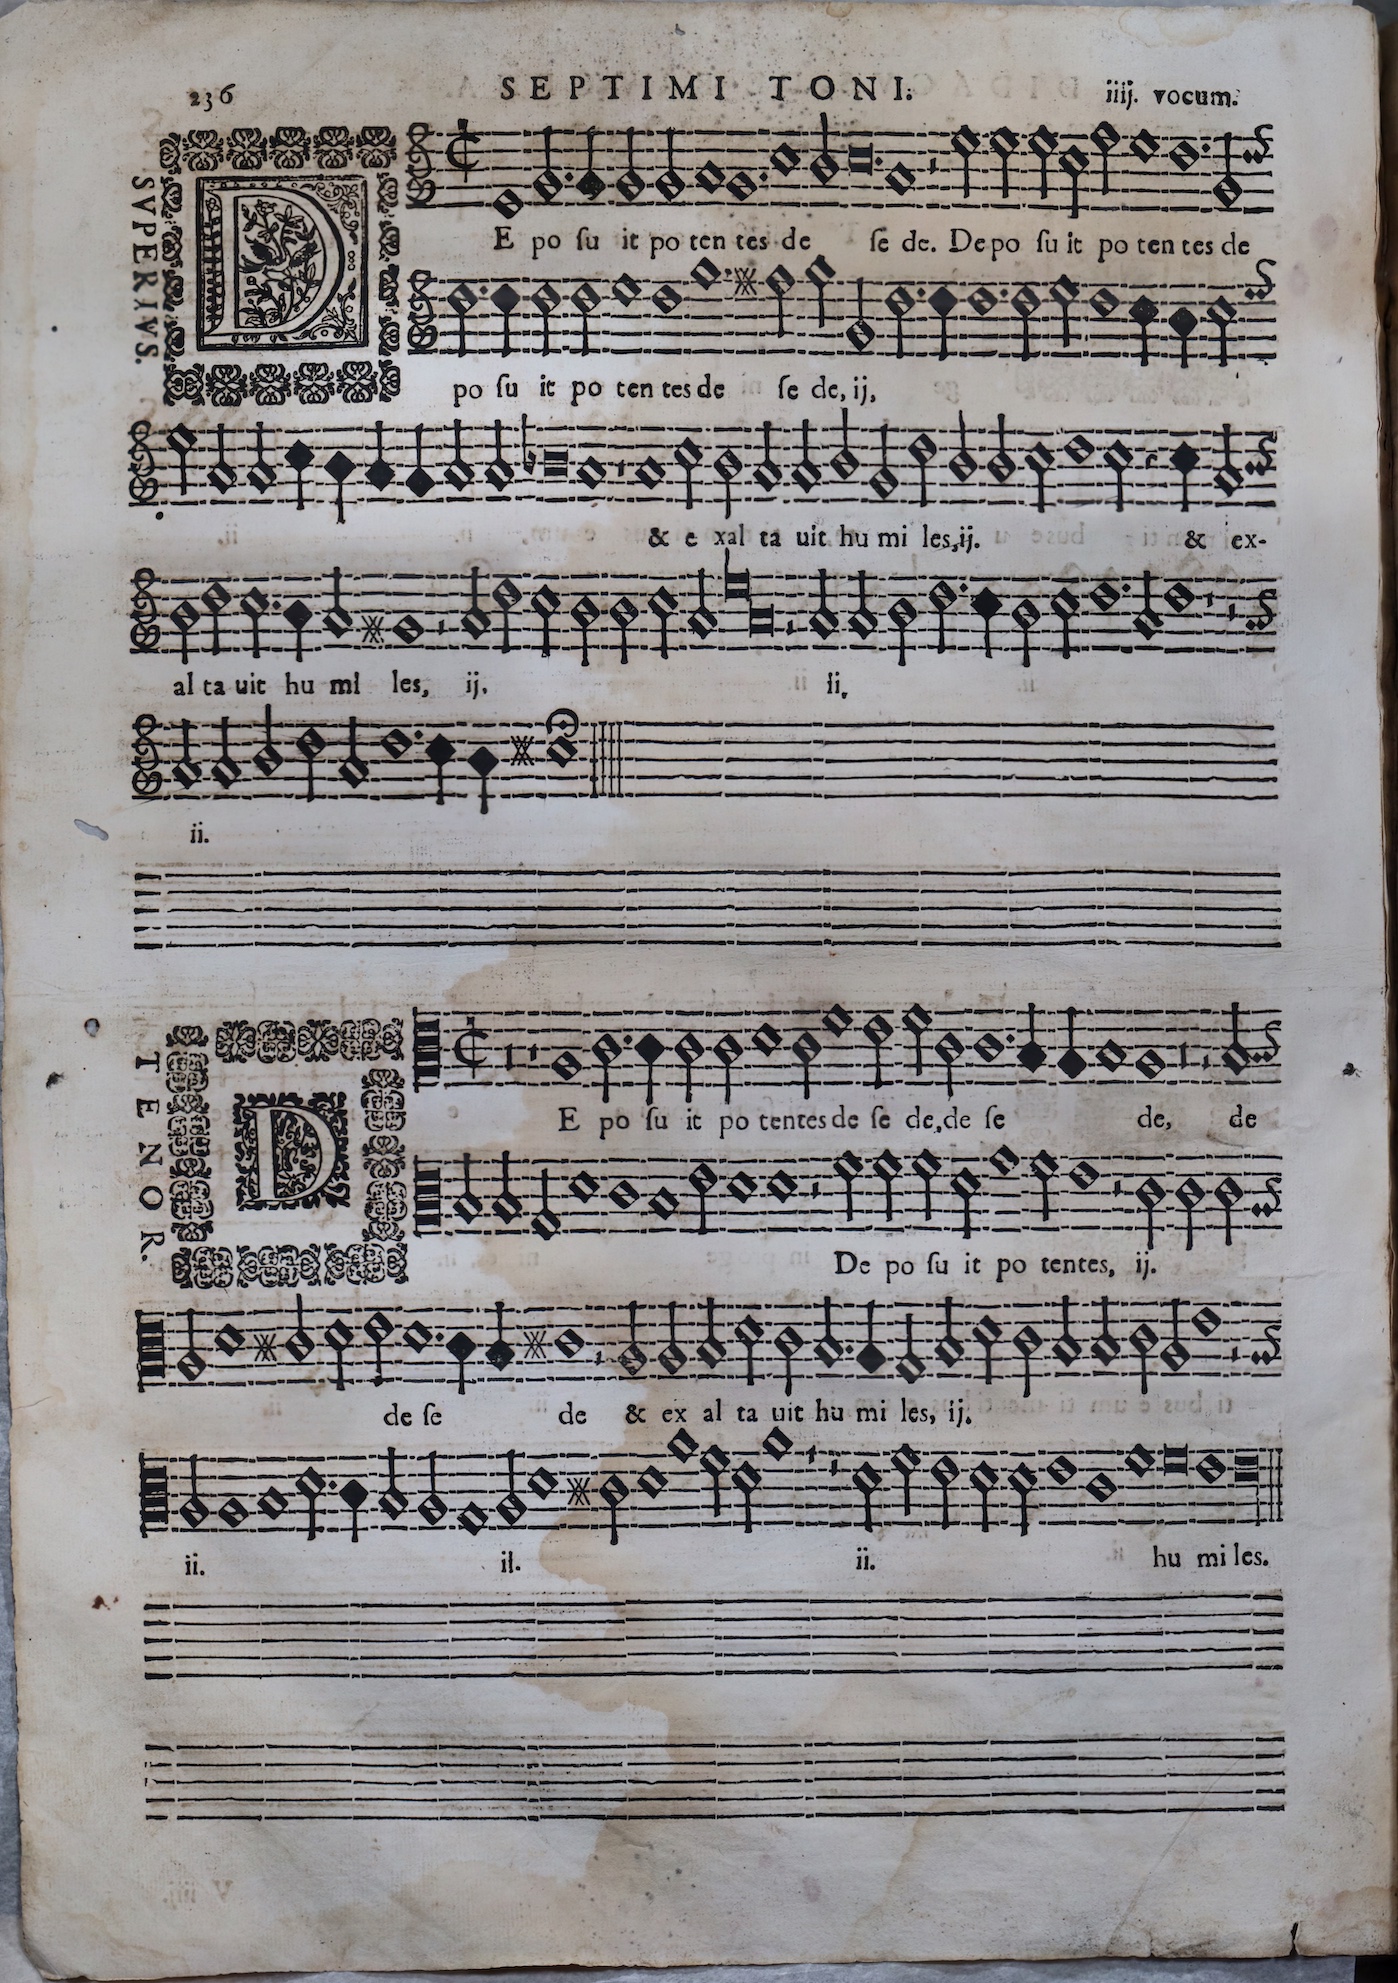 236 SEPTIMI TONI. iiij. vocum.
SVPERIVS.
D
E po ſu it po ten tes de ſe de. De po ſu it po ten tes de
po ſu it po ten tes de ſe de, ij,
& e xal ta uit hu mi les, ij. & ex-
al ta uit hu mi les, ij. ii,
ii.
TENOR.
D
E po ſu it po tentes de ſe de, de ſe de, de
De po ſu it po tentes, ij.
de ſe de & ex al ta uit hu mi les, ij.
ii. ii. ii. hu mi les.